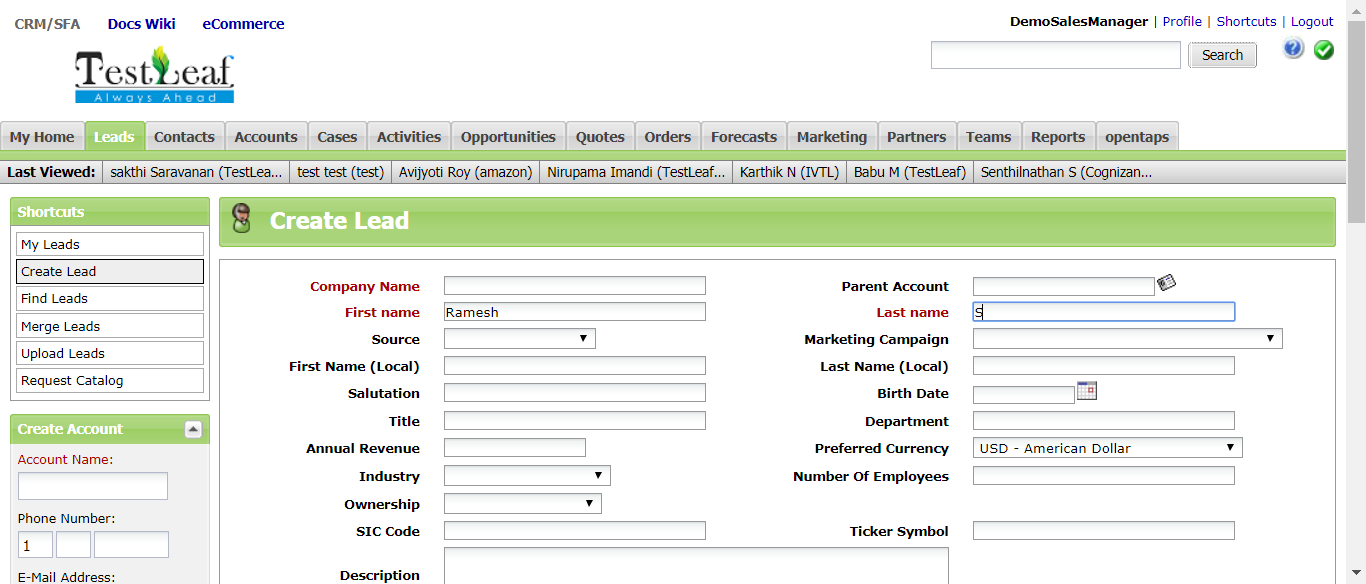 CRM/SFA Docs Wiki eCommerce
DemoSalesManager | Profile | Shortcuts | Logout
TestLeaf
Always Ahead
Search
My Home Leads Contacts Accounts Cases Activities Opportunities Quotes Orders Forecasts Marketing Partners Teams Reports opentaps
Last Viewed: sakthi Saravanan (TestLea... test test (test) Avijyoti Roy (amazon) Nirupama Imandi (TestLeaf... Karthik N (IVTL) Babu M (TestLeaf) Senthilnathan S (Cognizan...
Shortcuts
My Leads
Create Lead
Find Leads
Merge Leads
Upload Leads
Request Catalog
Create Account
Account Name:
Phone Number:
1
E-Mail Address:
Create Lead
Company Name Parent Account
First name Ramesh Last name S
Source Marketing Campaign
First Name (Local) Last Name (Local)
Salutation Birth Date
Title Department
Annual Revenue Preferred Currency USD - American Dollar
Industry Number Of Employees
Ownership
SIC Code Ticker Symbol
Description